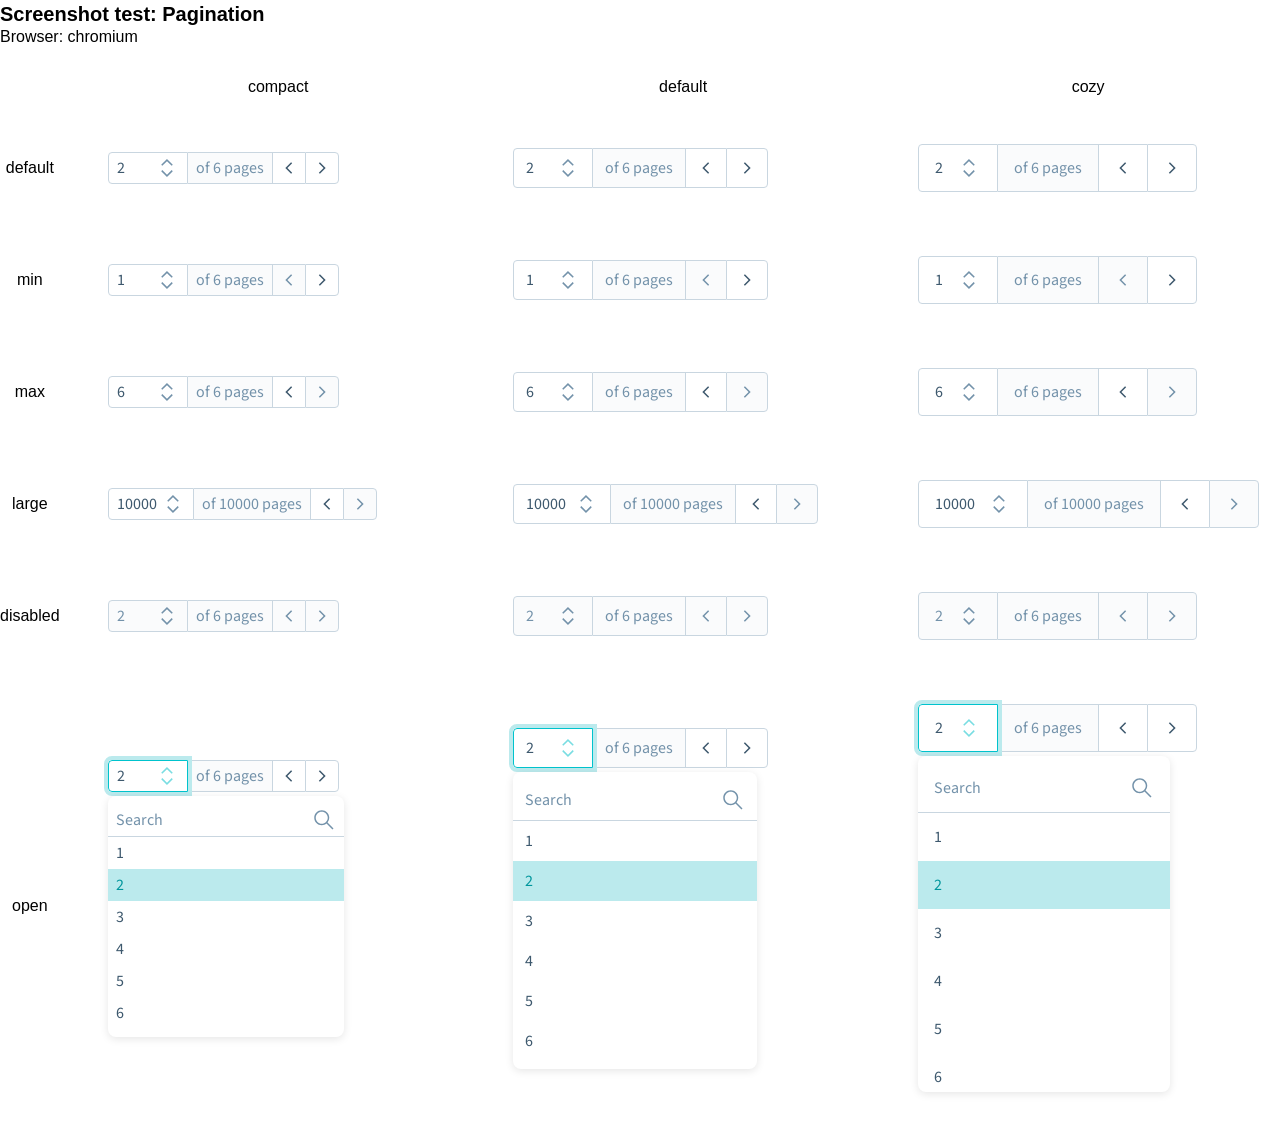 Screenshot test: Pagination
Browser: chromium
compact default cozy
default 2 of 6 pages 2 of 6 pages 2 of 6 pages
min 1 of 6 pages 1 of 6 pages 1 of 6 pages
max 6 of 6 pages 6 of 6 pages 6 of 6 pages
large 10000 of 10000 pages 10000 of 10000 pages 10000 of 10000 pages
disabled 2 of 6 pages 2 of 6 pages 2 of 6 pages
open
2 of 6 pages
Search
1
2
3
4
5
6
2 of 6 pages
Search
1
2
3
4
5
6
2 of 6 pages
Search
1
2
3
4
5
6